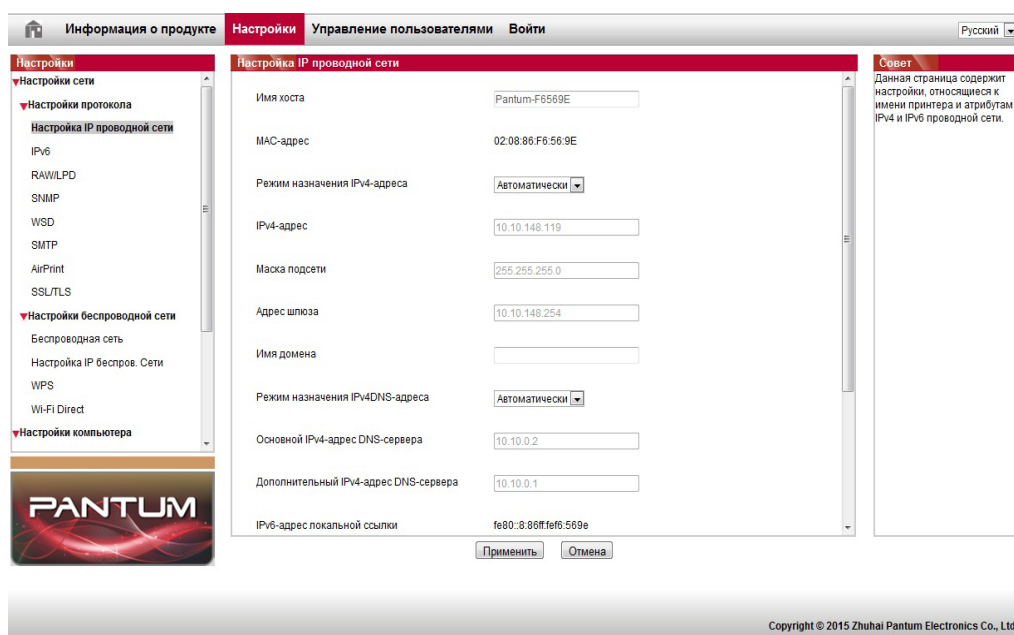 Информация о продукте
Настройки
Управление пользователями
Войти
Русский
Настройки
Настройки сети
Настройки протокола
Настройка IP проводной сети
IPv6
RAW/LPD
SNMP
WSD
SMTP
AirPrint
SSL/TLS
Настройки беспроводной сети
Беспроводная сеть
Настройка IP беспров. Сети
WPS
Wi-Fi Direct
Настройки компьютера
PANTUM
Настройка IP проводной сети
Имя хоста Pantum-F6569E
MAC-адрес 02:08:86:F6:56:9E
Режим назначения IPv4-адреса Автоматически
IPv4-адрес 10.10.148.119
Маска подсети 255.255.255.0
Адрес шлюза 10.10.148.254
Имя домена
Режим назначения IPv4DNS-адреса Автоматически
Основной IPv4-адрес DNS-сервера 10.10.0.2
Дополнительный IPv4-адрес DNS-сервера 10.10.0.1
IPv6-адрес локальной ссылки fe80::8:86ff:fef6:569e
Применить Отмена
Совет
Данная страница содержит
настройки, относящиеся к
имени принтера и атрибутам
IPv4 и IPv6 проводной сети.
Copyright © 2015 Zhuhai Pantum Electronics Co., Ltd